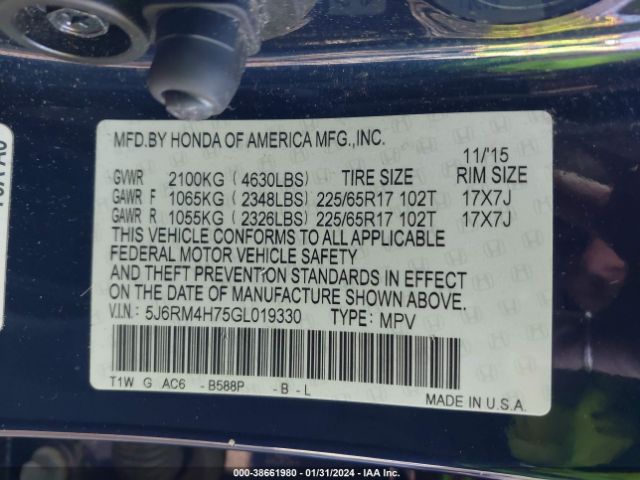 MFD.BY HONDA OF AMERICA MFG.,INC.
11/'15
GVWR 2100KG ( 4630LBS) TIRE SIZE RIM SIZE
GAWR F 1065KG ( 2348LBS) 225/65R17 102T 17X7J
GAWR R 1055KG ( 2326LBS) 225/65R17 102T 17X7J
THIS VEHICLE CONFORMS TO ALL APPLICABLE
FEDERAL MOTOR VEHICLE SAFETY
AND THEFT PREVENTION STANDARDS IN EFFECT
ON THE DATE OF MANUFACTURE SHOWN ABOVE.
V.I.N.: 5J6RM4H75GL019330 TYPE: MPV
T1W G AC6 - B588P - B - L
MADE IN U.S.A.
000-38661980 - 01/31/2024 - IAA Inc.